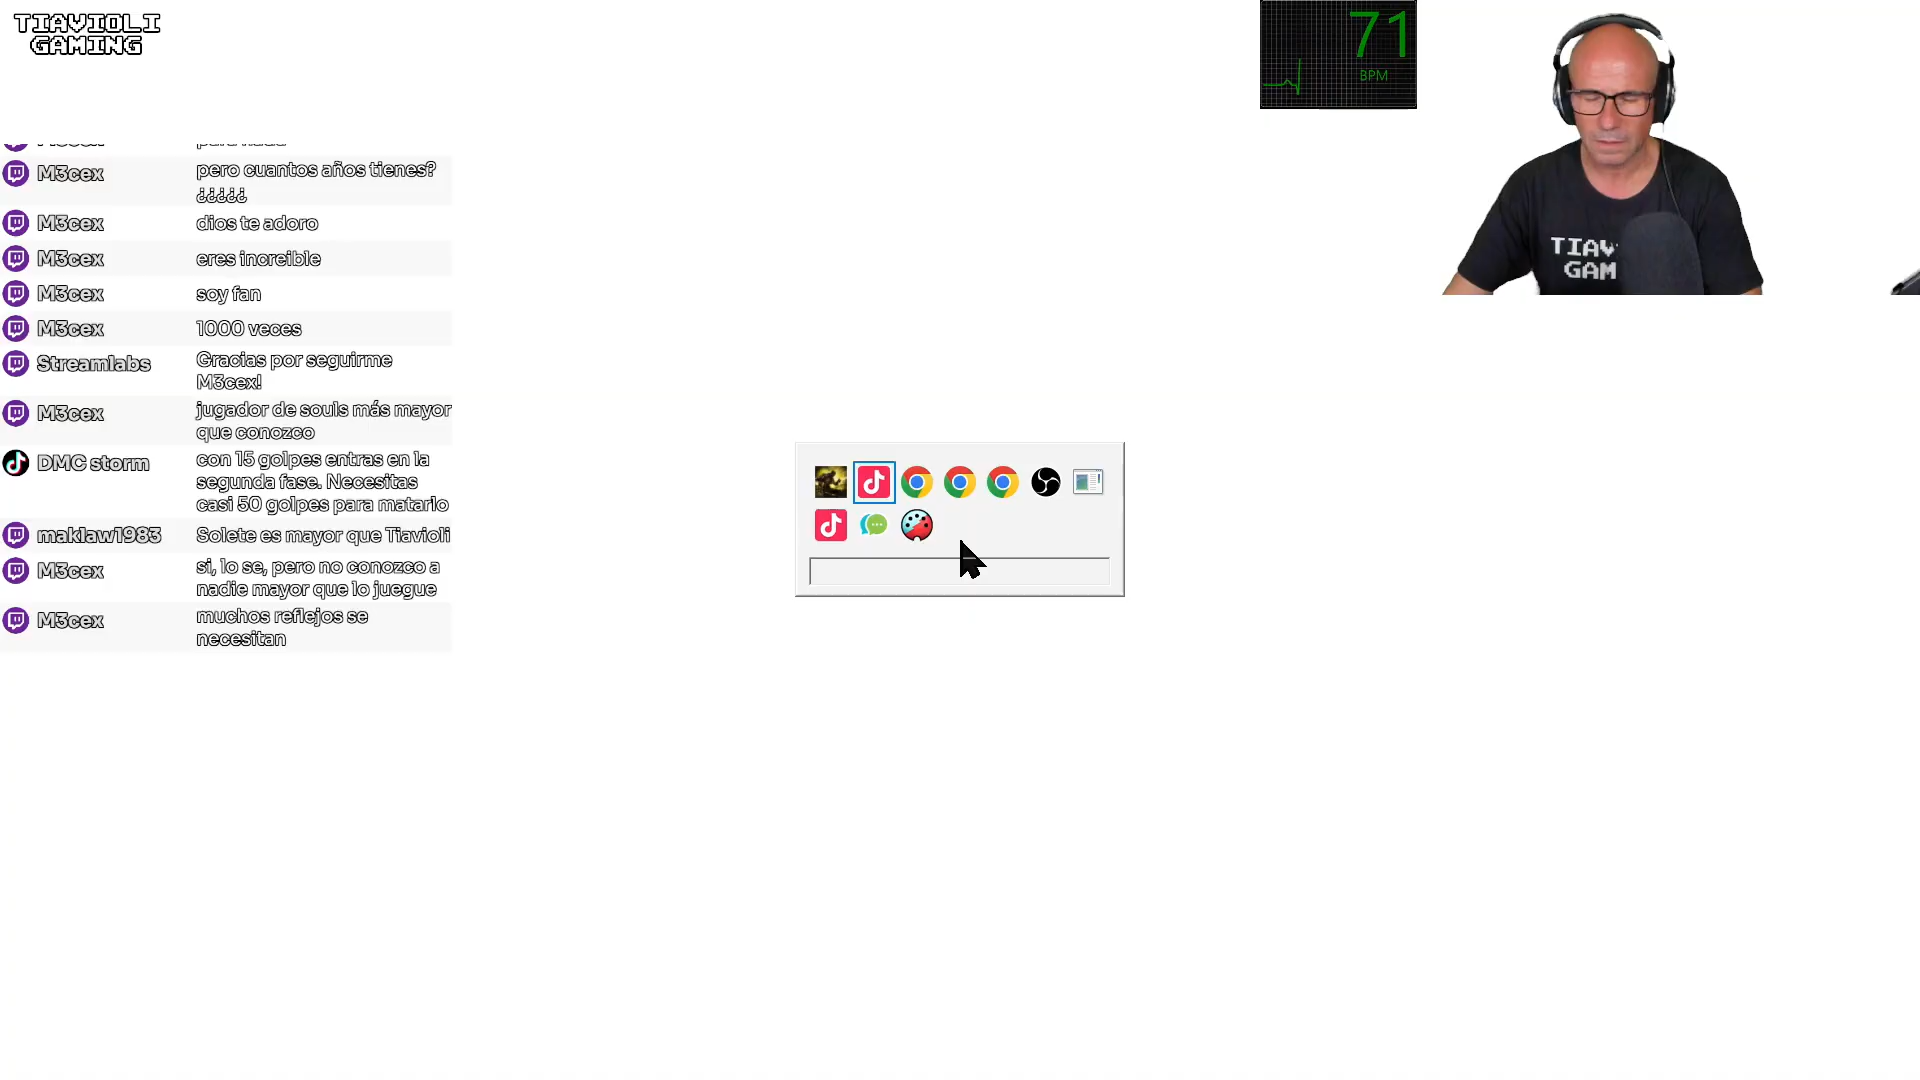 TIAVIOLI
GAMING
71
BPM
M3cex
pero cuantos años tienes?
¿¿¿¿¿
M3cex
dios te adoro
M3cex
eres increible
M3cex
soy fan
M3cex
1000 veces
Streamlabs
Gracias por seguirme
M3cex!
M3cex
jugador de souls más mayor
que conozco
DMC storm
con 15 golpes entras en la
segunda fase. Necesitas
casi 50 golpes para matarlo
maklaw1983
Solete es mayor que Tiavioli
M3cex
si, lo se, pero no conozco a
nadie mayor que lo juegue
M3cex
muchos reflejos se
necesitan